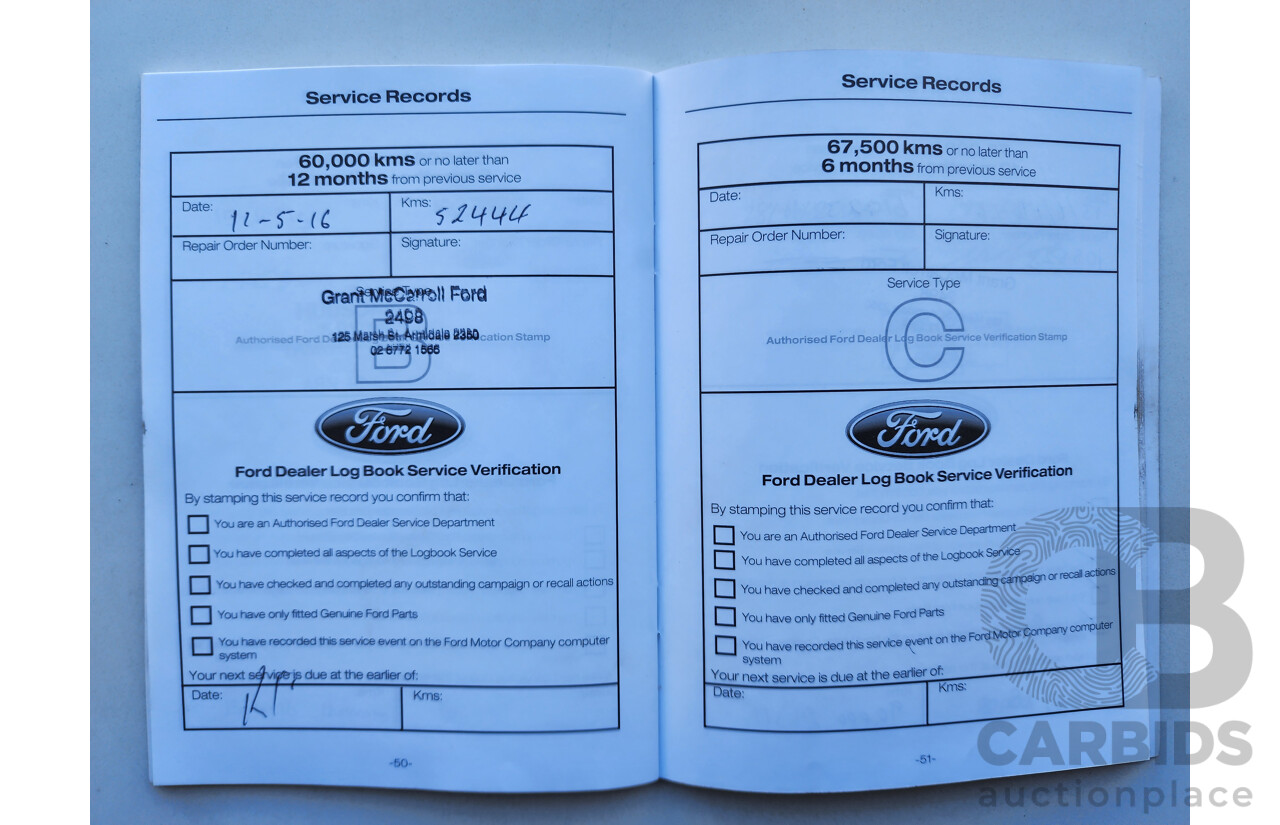 Service Records
60,000 kms or no later than
12 months from previous service
Date: 12-5-16
Kms: 52444
Repair Order Number:
Signature:
Service Type
Grant McCarroll Ford
2498
125 Marsh St. Armidale 2350
02 6772 1566
Authorised Ford Dealer Log Book Service Verification Stamp
B
Ford
Ford Dealer Log Book Service Verification
By stamping this service record you confirm that:
You are an Authorised Ford Dealer Service Department
You have completed all aspects of the Logbook Service
You have checked and completed any outstanding campaign or recall actions
You have only fitted Genuine Ford Parts
You have recorded this service event on the Ford Motor Company computer
system
Your next service is due at the earlier of:
Date:
Kms:
-50-
Service Records
67,500 kms or no later than
6 months from previous service
Date:
Kms:
Repair Order Number:
Signature:
Service Type
C
Authorised Ford Dealer Log Book Service Verification Stamp
Ford
Ford Dealer Log Book Service Verification
By stamping this service record you confirm that:
You are an Authorised Ford Dealer Service Department
You have completed all aspects of the Logbook Service
You have checked and completed any outstanding campaign or recall actions
You have only fitted Genuine Ford Parts
You have recorded this service event on the Ford Motor Company computer
system
Your next service is due at the earlier of:
Date:
Kms:
-51-
CB
CARBIDS
auctionplace